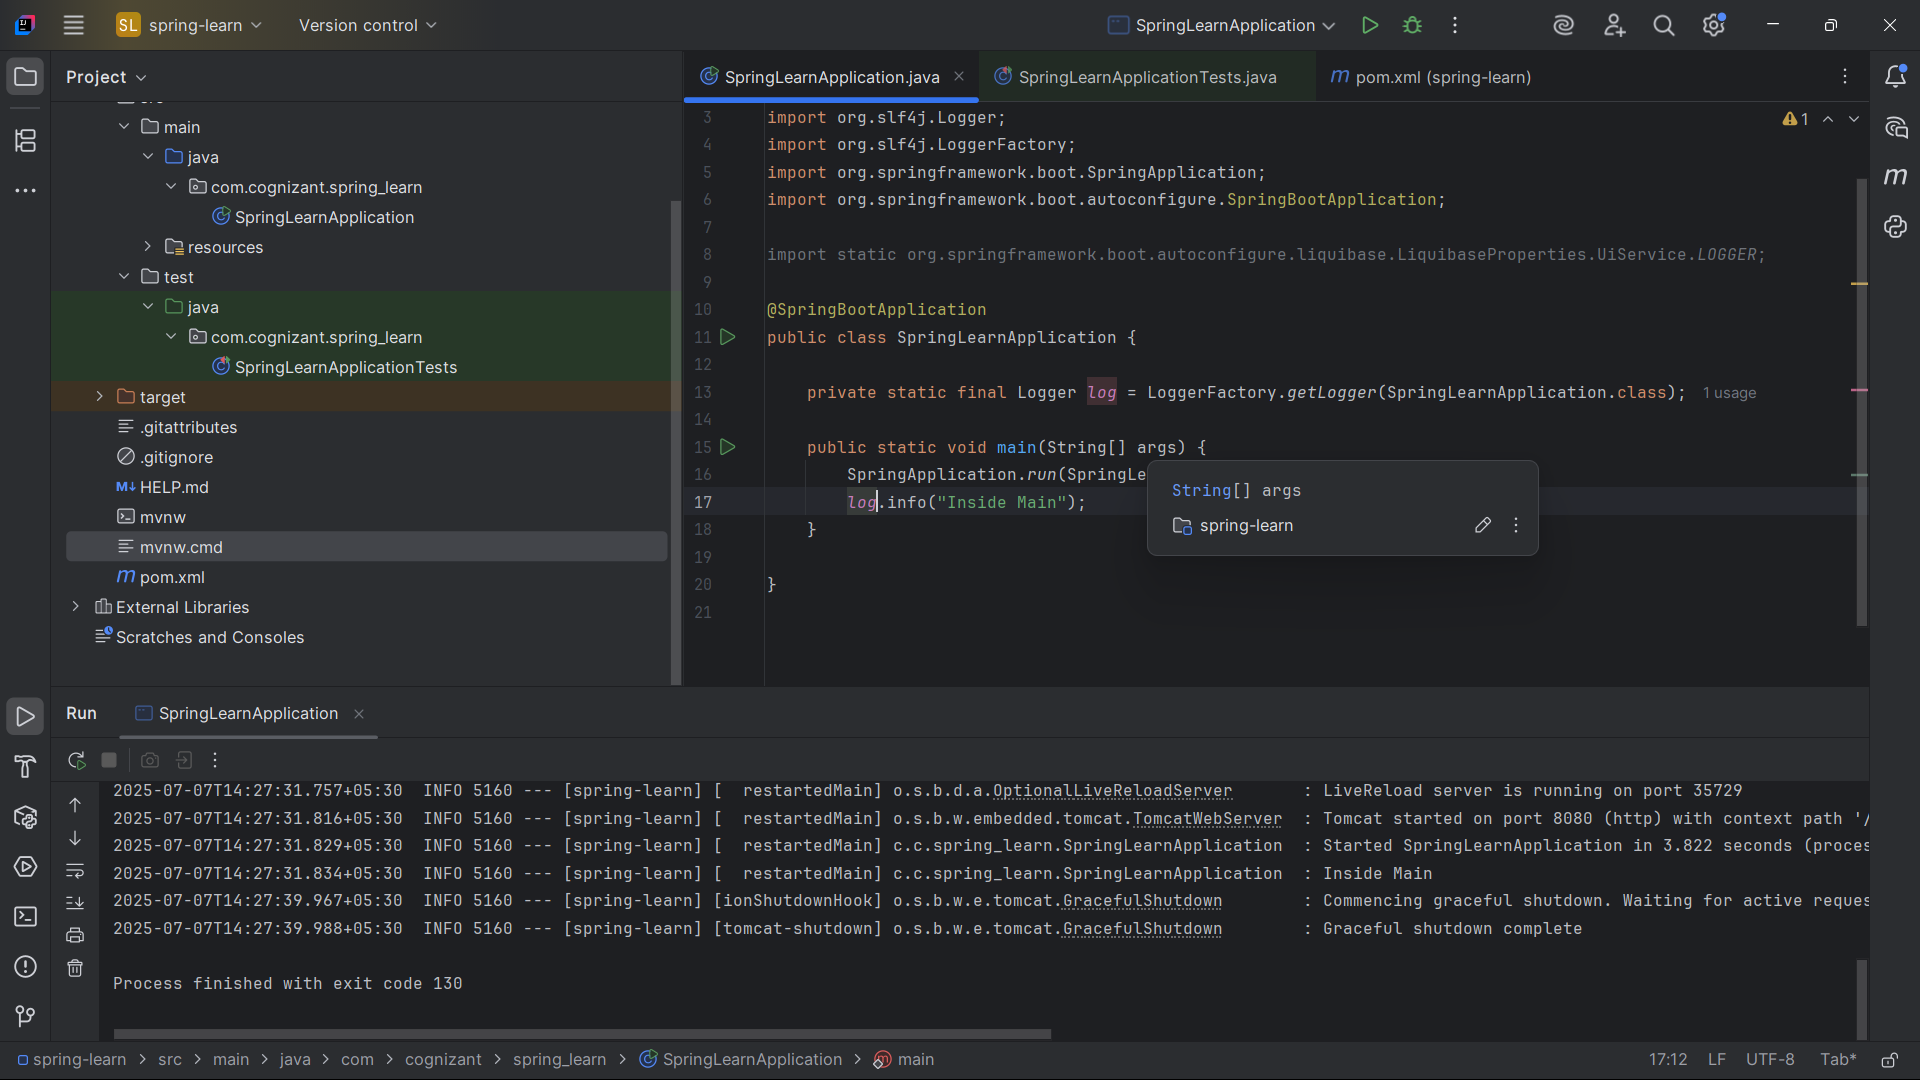 SL spring-learn
Version control
SpringLearnApplication
Project
main
java
com.cognizant.spring_learn
SpringLearnApplication
resources
test
java
com.cognizant.spring_learn
SpringLearnApplicationTests
target
.gitattributes
.gitignore
M↓ HELP.md
mvnw
mvnw.cmd
m pom.xml
External Libraries
Scratches and Consoles
SpringLearnApplication.java
SpringLearnApplicationTests.java
m pom.xml (spring-learn)
1
3 import org.slf4j.Logger;
4 import org.slf4j.LoggerFactory;
5 import org.springframework.boot.SpringApplication;
6 import org.springframework.boot.autoconfigure.SpringBootApplication;
7
8 import static org.springframework.boot.autoconfigure.liquibase.LiquibaseProperties.UiService.LOGGER;
9
10 @SpringBootApplication
11 public class SpringLearnApplication {
12
13 private static final Logger log = LoggerFactory.getLogger(SpringLearnApplication.class); 1 usage
14
15 public static void main(String[] args) {
16 SpringApplication.run(SpringLe
17 log.info("Inside Main");
18 }
19
20 }
21
String[] args
spring-learn
m
Run
SpringLearnApplication
2025-07-07T14:27:31.757+05:30 INFO 5160 --- [spring-learn] [ restartedMain] o.s.b.d.a.OptionalLiveReloadServer : LiveReload server is running on port 35729
2025-07-07T14:27:31.816+05:30 INFO 5160 --- [spring-learn] [ restartedMain] o.s.b.w.embedded.tomcat.TomcatWebServer : Tomcat started on port 8080 (http) with context path '/
2025-07-07T14:27:31.829+05:30 INFO 5160 --- [spring-learn] [ restartedMain] c.c.spring_learn.SpringLearnApplication : Started SpringLearnApplication in 3.822 seconds (proces
2025-07-07T14:27:31.834+05:30 INFO 5160 --- [spring-learn] [ restartedMain] c.c.spring_learn.SpringLearnApplication : Inside Main
2025-07-07T14:27:39.967+05:30 INFO 5160 --- [spring-learn] [ionShutdownHook] o.s.b.w.e.tomcat.GracefulShutdown : Commencing graceful shutdown. Waiting for active reques
2025-07-07T14:27:39.988+05:30 INFO 5160 --- [spring-learn] [tomcat-shutdown] o.s.b.w.e.tomcat.GracefulShutdown : Graceful shutdown complete
Process finished with exit code 130
spring-learn > src > main > java > com > cognizant > spring_learn > SpringLearnApplication > main
17:12 LF UTF-8 Tab*